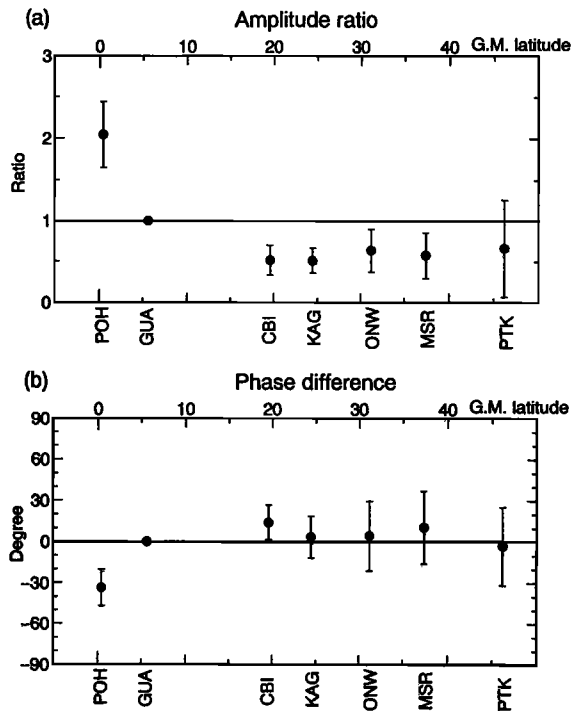 (a) Amplitude ratio
0 10 20 30 40 G.M. latitude
3
2
1
0
Ratio
POH GUA CBI KAG ONW MSR PTK
(b) Phase difference
0 10 20 30 40 G.M. latitude
90
60
30
0
-30
-60
-90
Degree
POH GUA CBI KAG ONW MSR PTK